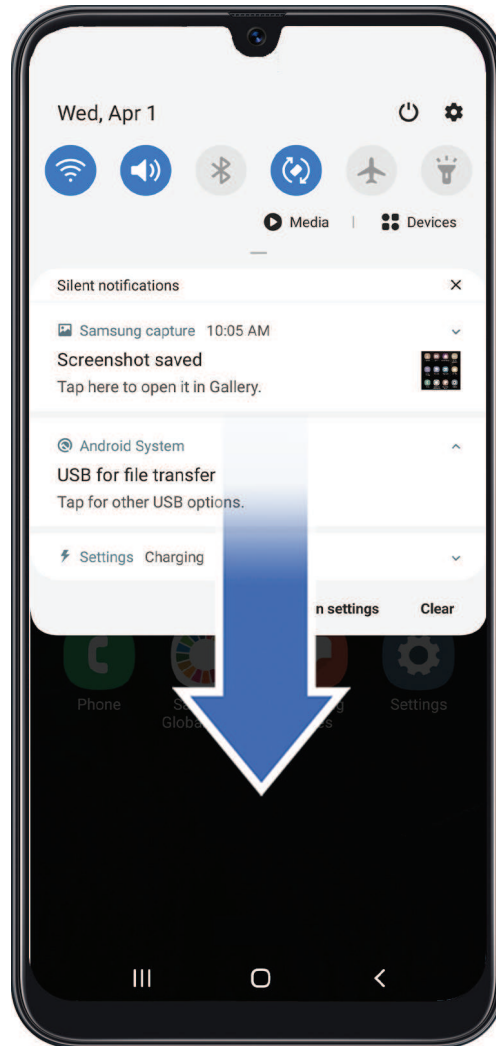 Wed, Apr 1
Media | Devices
Silent notifications
Samsung capture 10:05 AM
Screenshot saved
Tap here to open it in Gallery.
Android System
USB for file transfer
Tap for other USB options.
Settings Charging
settings Clear
Phone
Settings